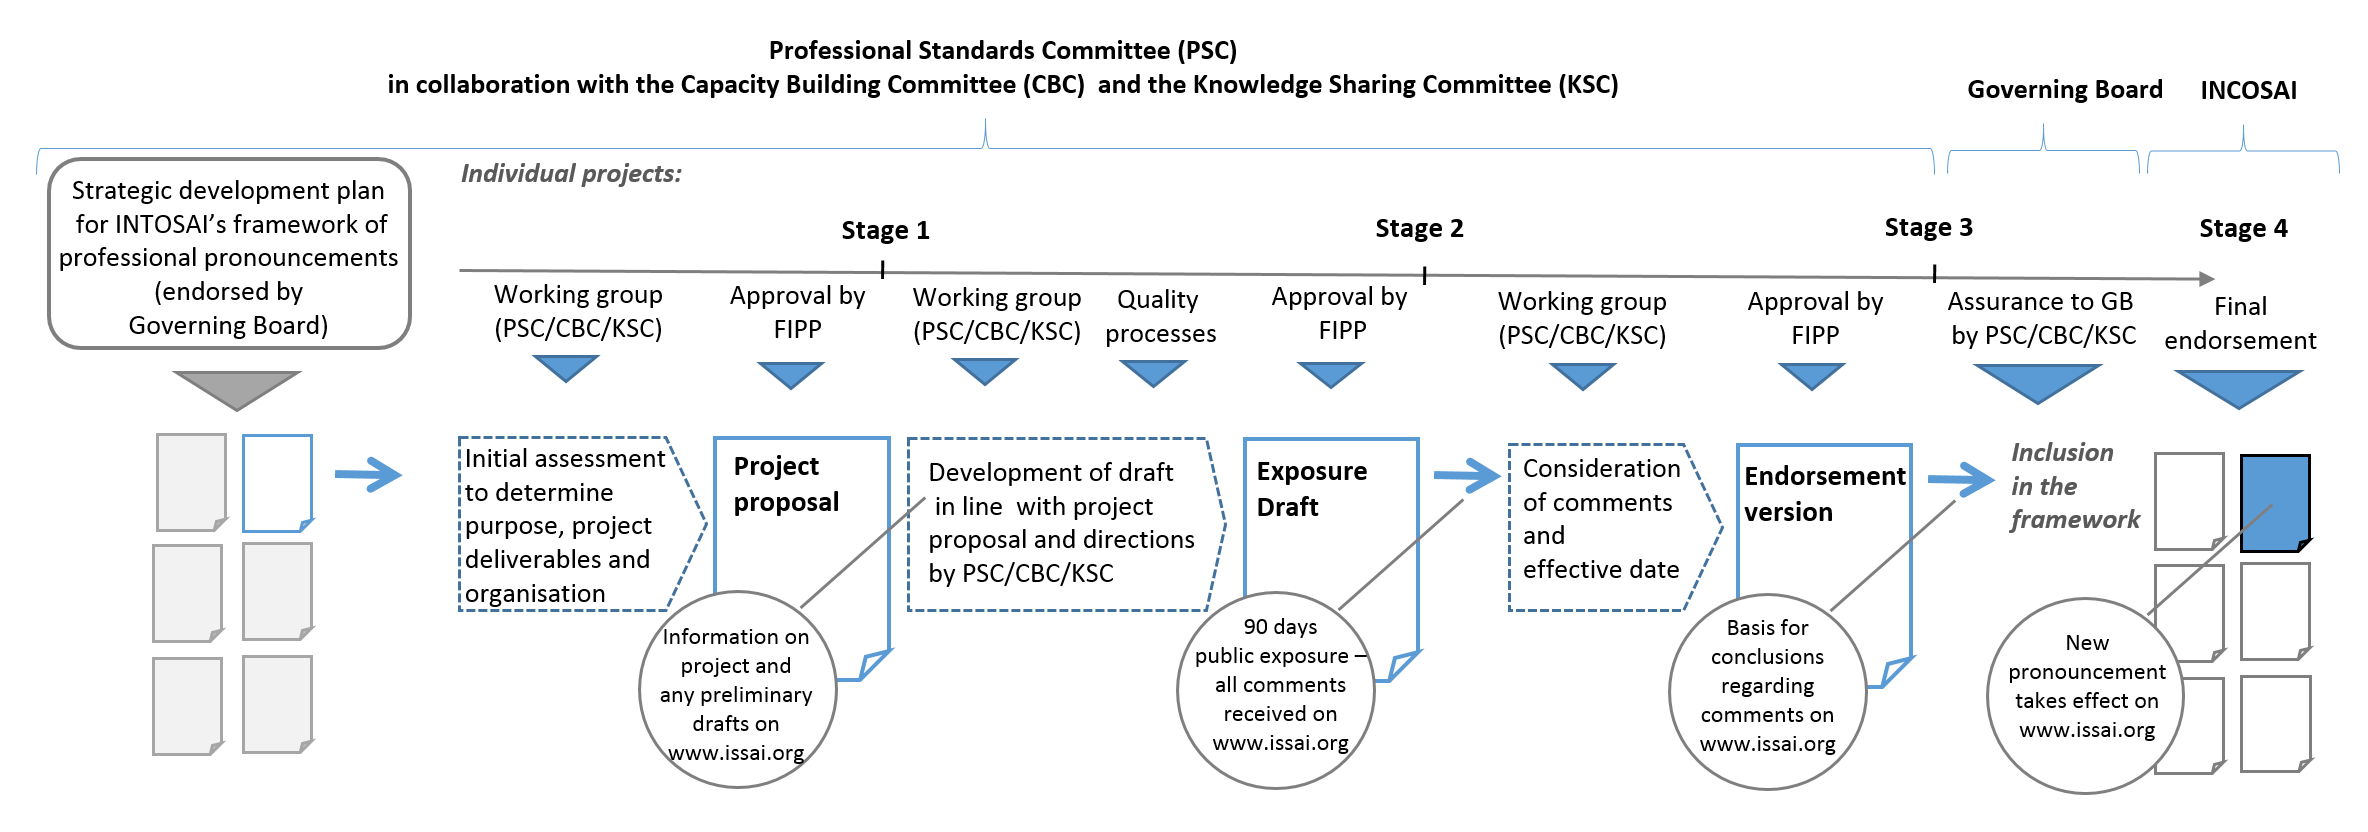 Professional Standards Committee (PSC)
in collaboration with the Capacity Building Committee (CBC) and the Knowledge Sharing Committee (KSC)
Governing Board
INCOSAI
Strategic development plan
for INTOSAI’s framework of
professional pronouncements
(endorsed by
Governing Board)
Individual projects:
Stage 1
Stage 2
Stage 3
Stage 4
Working group
(PSC/CBC/KSC)
Approval by
FIPP
Working group
(PSC/CBC/KSC)
Quality
processes
Approval by
FIPP
Working group
(PSC/CBC/KSC)
Approval by
FIPP
Assurance to GB
by PSC/CBC/KSC
Final
endorsement
Initial assessment
to determine
purpose, project
deliverables and
organisation
Project
proposal
Development of draft
in line with project
proposal and directions
by PSC/CBC/KSC
Exposure
Draft
Consideration
of comments
and
effective date
Endorsement
version
Inclusion
in the
framework
Information on
project and
any preliminary
drafts on
www.issai.org
90 days
public exposure –
all comments
received on
www.issai.org
Basis for
conclusions
regarding
comments on
www.issai.org
New
pronouncement
takes effect on
www.issai.org